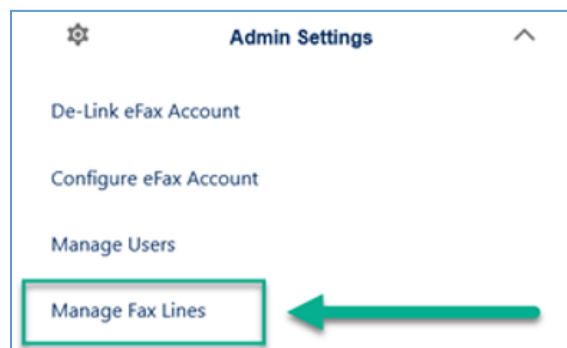 Admin Settings
De-Link eFax Account
Configure eFax Account
Manage Users
Manage Fax Lines